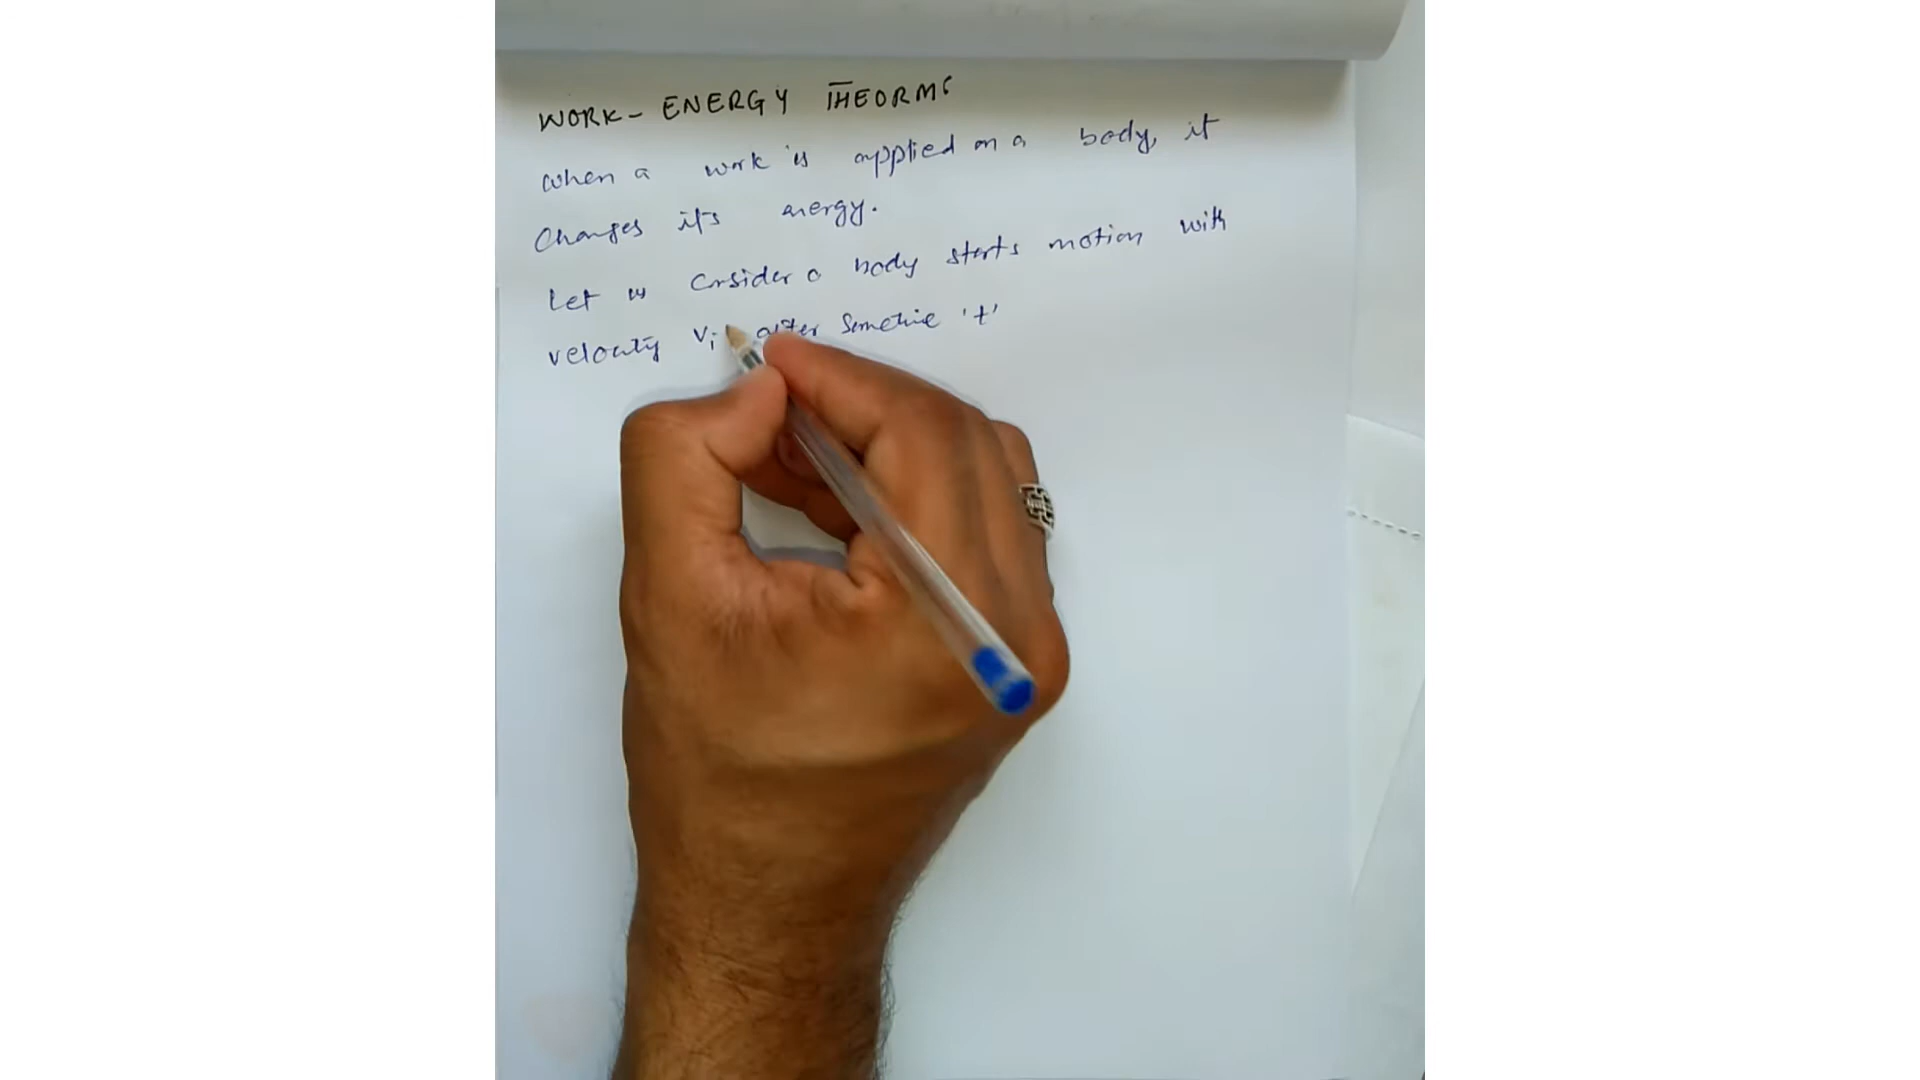 WORK - ENERGY THEORMS
When a work is applied on a body, it
Changes it's energy.
Let us Consider a body starts motion with
velocity Vi after sometime 't'